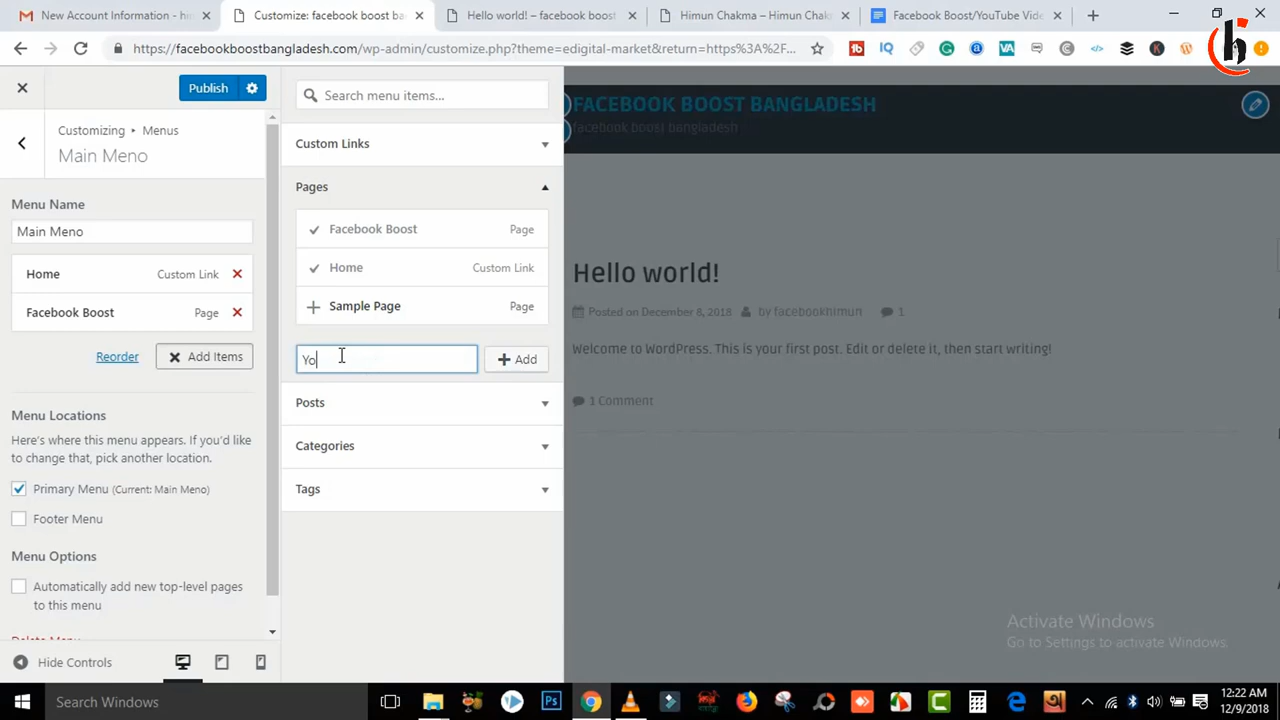 New Account Information - h
Customize: facebook boost ba
Hello world! – facebook boost
Himun Chakma – Himun Chak
Facebook Boost/YouTube Vide
https://facebookboostbangladesh.com/wp-admin/customize.php?theme=edigital-market&return=https%3A%2F...
Publish
Search menu items...
Customizing ▸ Menus
Main Meno
Custom Links
Pages
Menu Name
Main Meno
Facebook Boost Page
Home Custom Link
Sample Page Page
Home Custom Link
Facebook Boost Page
Reorder
Add Items
Yo
Add
Posts
Categories
Tags
Menu Locations
Here's where this menu appears. If you'd like
to change that, pick another location.
Primary Menu (Current: Main Meno)
Footer Menu
Menu Options
Automatically add new top-level pages
to this menu
Delete Menu
Hide Controls
FACEBOOK BOOST BANGLADESH
facebook boost bangladesh
Hello world!
Posted on December 8, 2018 by facebookhimun 1
Welcome to WordPress. This is your first post. Edit or delete it, then start writing!
1 Comment
Activate Windows
Go to Settings to activate Windows.
Search Windows
12:22 AM
12/9/2018